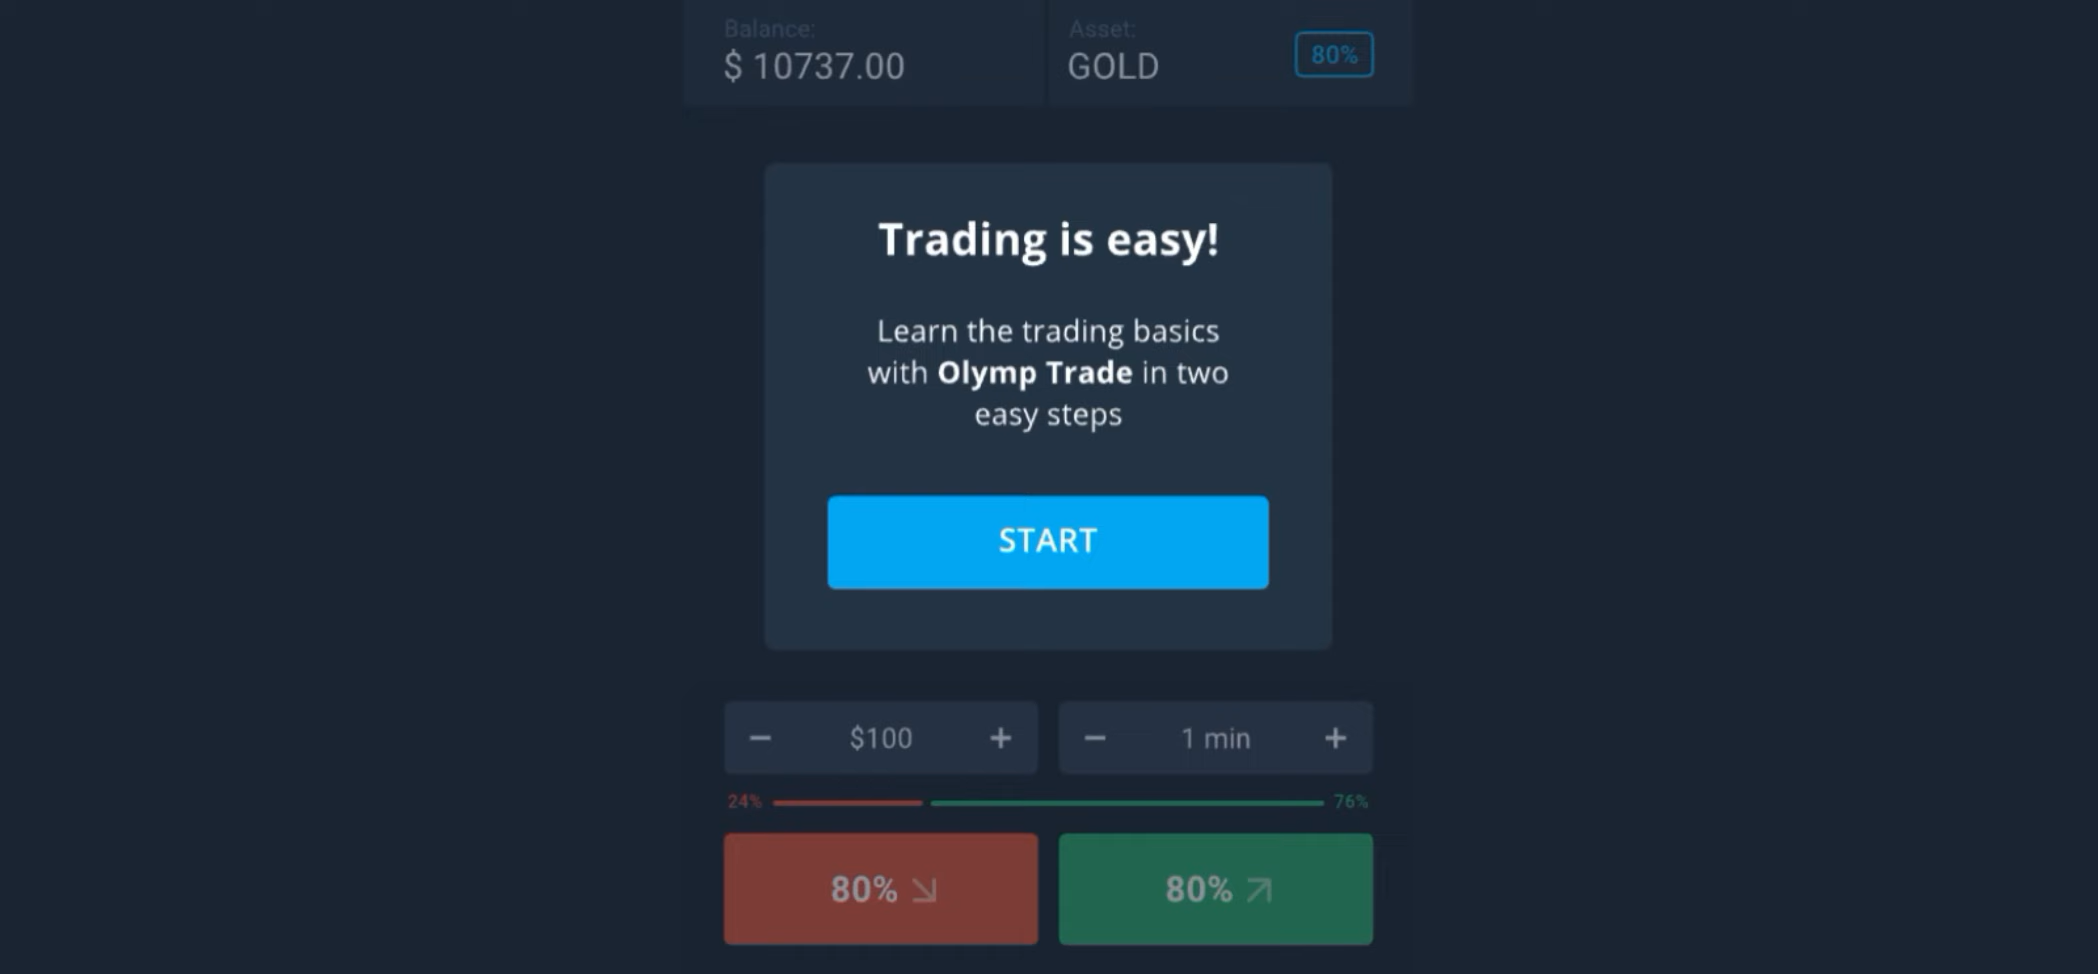 Balance:
$ 10737.00
Asset:
GOLD
80%
Trading is easy!
Learn the trading basics
with Olymp Trade in two
easy steps
START
− $100 +
− 1 min +
24%
76%
80%
80%